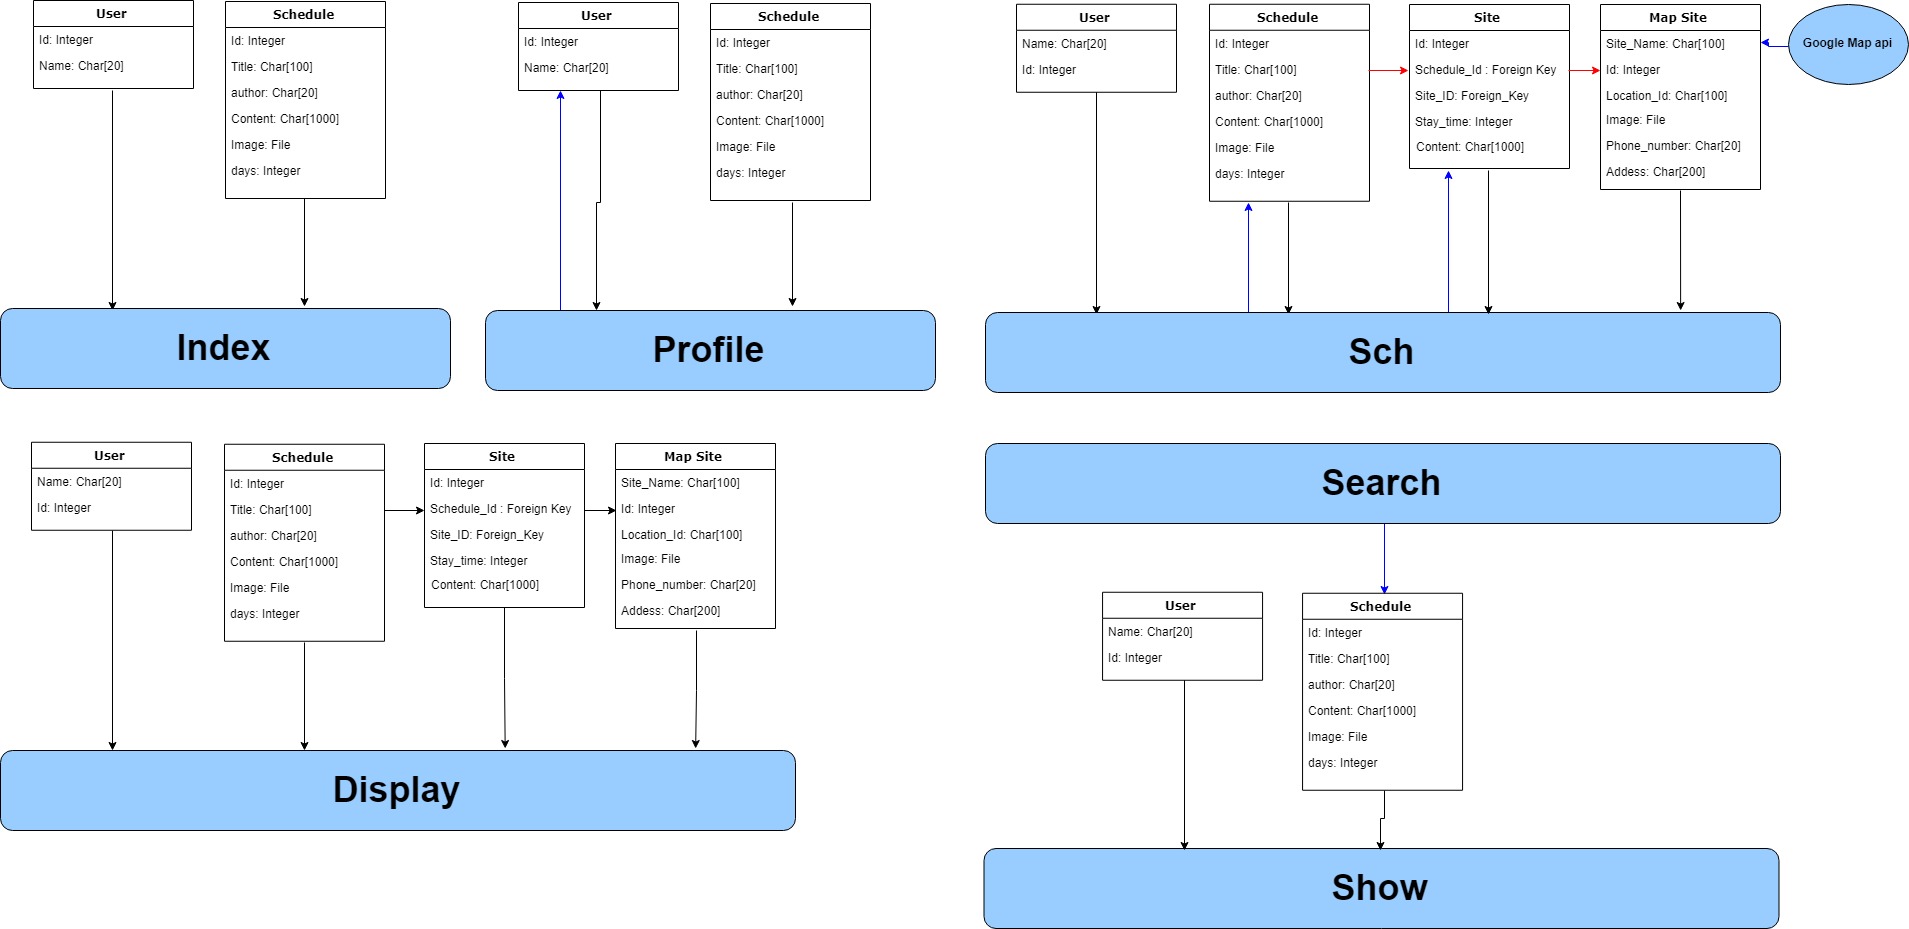 User
Id: Integer
Name: Char[20]
Schedule
Id: Integer
Title: Char[100]
author: Char[20]
Content: Char[1000]
Image: File
days: Integer
Index
User
Id: Integer
Name: Char[20]
Schedule
Id: Integer
Title: Char[100]
author: Char[20]
Content: Char[1000]
Image: File
days: Integer
Profile
User
Name: Char[20]
Id: Integer
Schedule
Id: Integer
Title: Char[100]
author: Char[20]
Content: Char[1000]
Image: File
days: Integer
Site
Id: Integer
Schedule_Id : Foreign Key
Site_ID: Foreign_Key
Stay_time: Integer
Content: Char[1000]
Map Site
Site_Name: Char[100]
Id: Integer
Location_Id: Char[100]
Image: File
Phone_number: Char[20]
Addess: Char[200]
Google Map api
Sch
User
Name: Char[20]
Id: Integer
Schedule
Id: Integer
Title: Char[100]
author: Char[20]
Content: Char[1000]
Image: File
days: Integer
Site
Id: Integer
Schedule_Id : Foreign Key
Site_ID: Foreign_Key
Stay_time: Integer
Content: Char[1000]
Map Site
Site_Name: Char[100]
Id: Integer
Location_Id: Char[100]
Image: File
Phone_number: Char[20]
Addess: Char[200]
Display
Search
User
Name: Char[20]
Id: Integer
Schedule
Id: Integer
Title: Char[100]
author: Char[20]
Content: Char[1000]
Image: File
days: Integer
Show